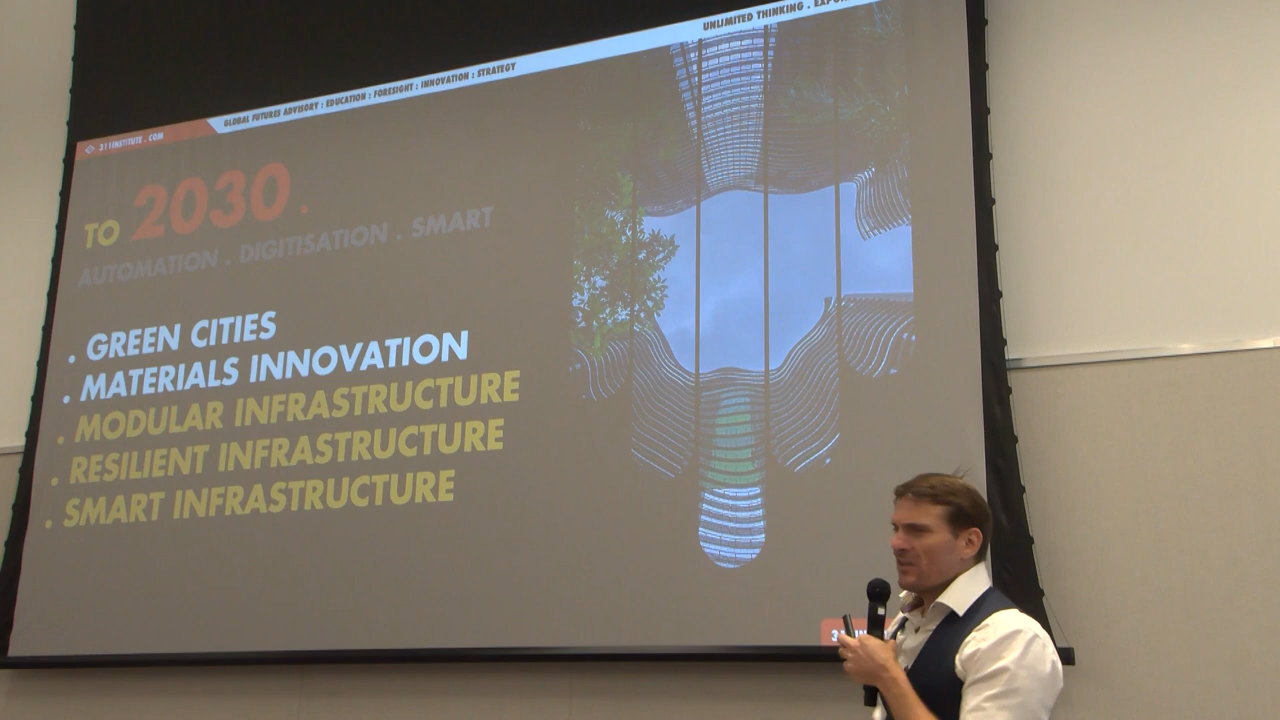 UNLIMITED THINKING .
GLOBAL FUTURES ADVISORY : EDUCATION : FORESIGHT : INNOVATION : STRATEGY
311INSTITUTE . COM
TO 2030 .
AUTOMATION . DIGITISATION . SMART
. GREEN CITIES
. MATERIALS INNOVATION
. MODULAR INFRASTRUCTURE
. RESILIENT INFRASTRUCTURE
. SMART INFRASTRUCTURE